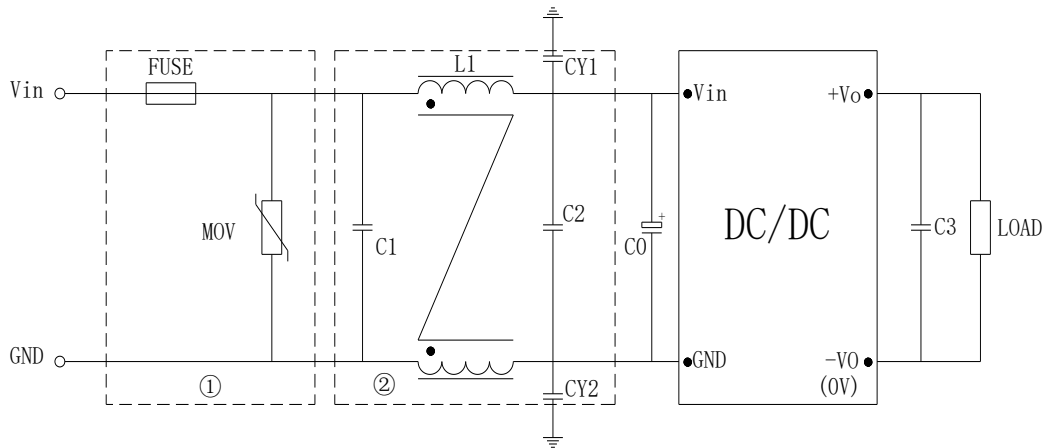 FUSE
L1
CY1
Vin
Vin
+Vo
MOV
C1
C2
C0
+
DC/DC
C3
LOAD
GND
GND
-VO
(0V)
①
②
CY2